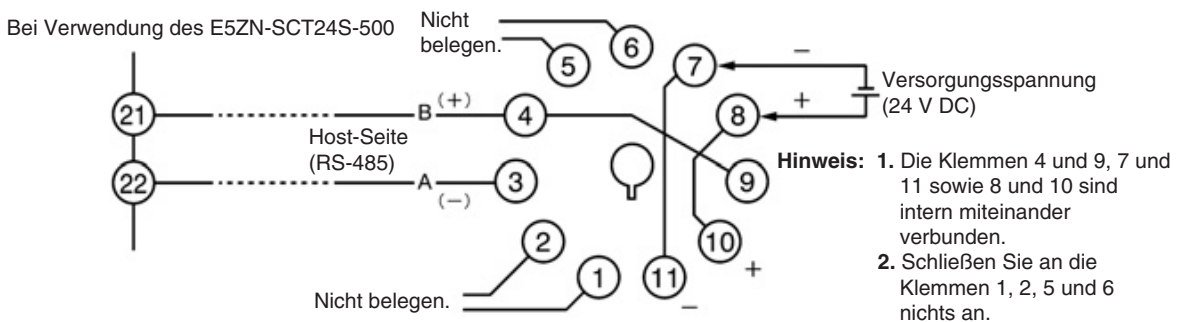 Bei Verwendung des E5ZN-SCT24S-500
Nicht
belegen.
6
5
7
−
Versorgungsspannung
(24 V DC)
+
8
21
B (+)
4
Host-Seite
(RS-485)
22
A
(−)
3
9
2
10
+
1
11
−
Nicht belegen.
Hinweis: 1. Die Klemmen 4 und 9, 7 und
11 sowie 8 und 10 sind
intern miteinander
verbunden.
2. Schließen Sie an die
Klemmen 1, 2, 5 und 6
nichts an.